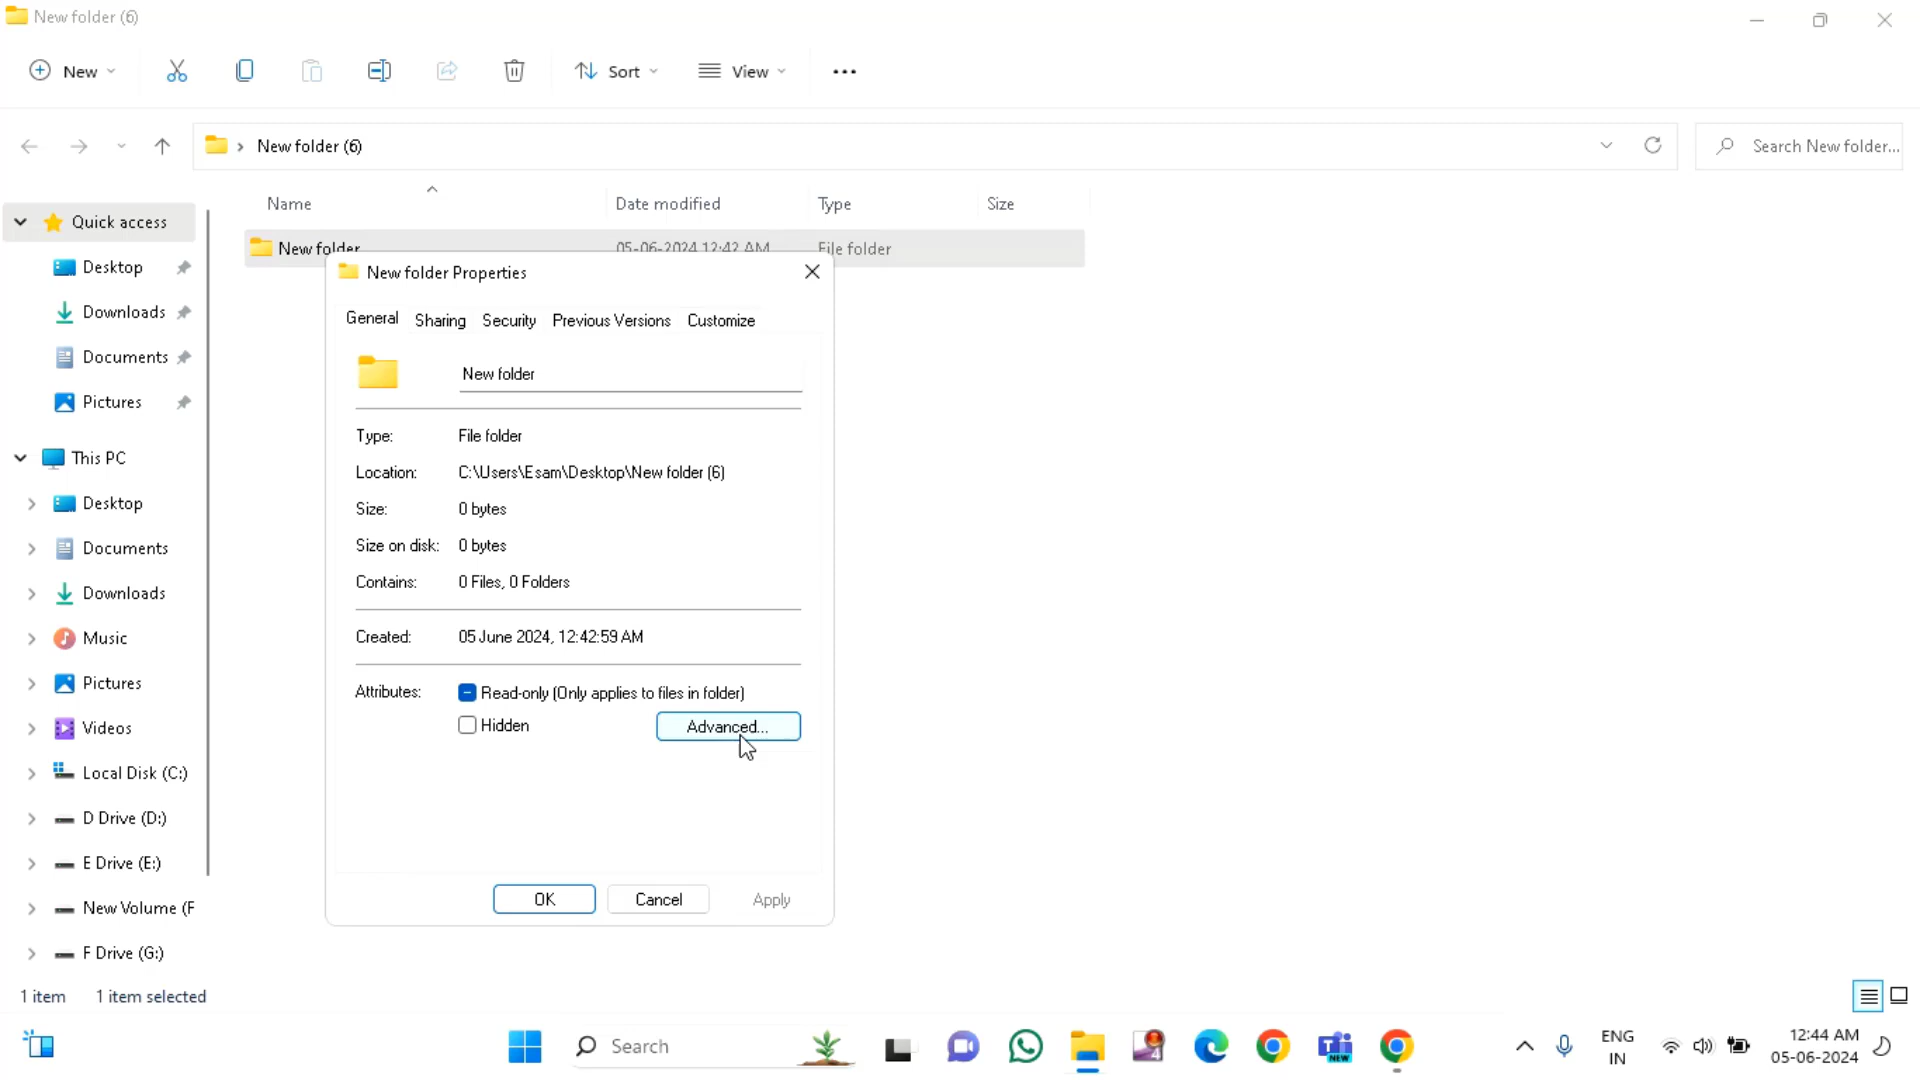 New folder (6)
New
Sort
View
New folder (6)
Search New folder...
Name Date modified Type Size
Quick access
New folder 05-06-2024 12:42 AM File folder
Desktop
Downloads
Documents
Pictures
This PC
Desktop
Documents
Downloads
Music
Pictures
Videos
Local Disk (C:)
D Drive (D:)
E Drive (E:)
New Volume (F
F Drive (G:)
New folder Properties
General Sharing Security Previous Versions Customize
New folder
Type: File folder
Location: C:\Users\Esam\Desktop\New folder (6)
Size: 0 bytes
Size on disk: 0 bytes
Contains: 0 Files, 0 Folders
Created: 05 June 2024, 12:42:59 AM
Attributes: Read-only (Only applies to files in folder)
Hidden Advanced...
OK Cancel Apply
1 item 1 item selected
Search
4
NEW
ENG
IN
12:44 AM
05-06-2024